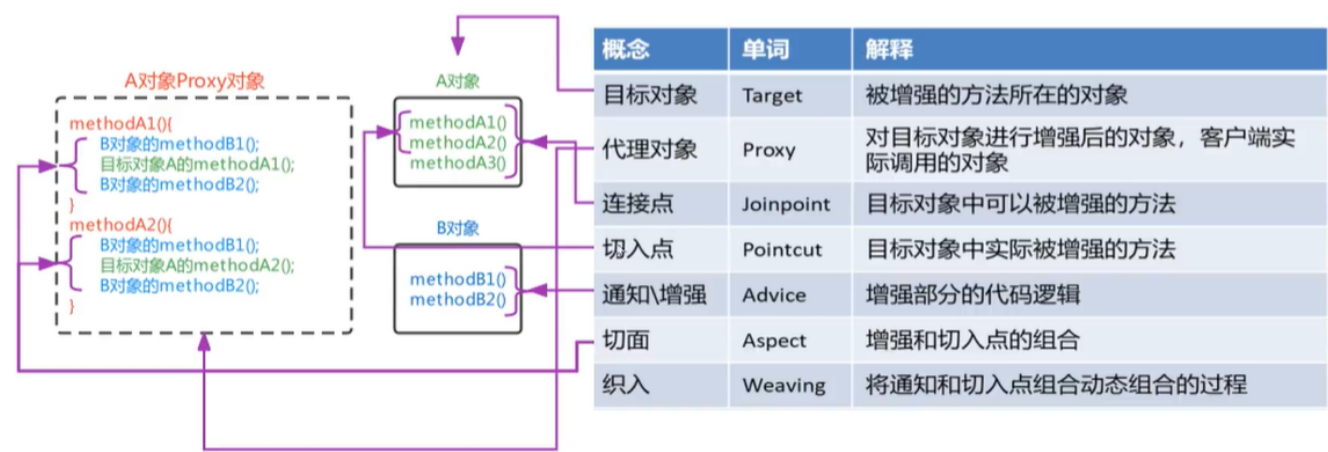 A对象Proxy对象
methodA1(){
B对象的methodB1();
目标对象A的methodA1();
B对象的methodB2();
}
methodA2(){
B对象的methodB1();
目标对象A的methodA2();
B对象的methodB2();
}
A对象
methodA1()
methodA2()
methodA3()
B对象
methodB1()
methodB2()
概念 单词 解释
目标对象 Target 被增强的方法所在的对象
代理对象 Proxy 对目标对象进行增强后的对象，客户端实
际调用的对象
连接点 Joinpoint 目标对象中可以被增强的方法
切入点 Pointcut 目标对象中实际被增强的方法
通知\增强 Advice 增强部分的代码逻辑
切面 Aspect 增强和切入点的组合
织入 Weaving 将通知和切入点组合动态组合的过程